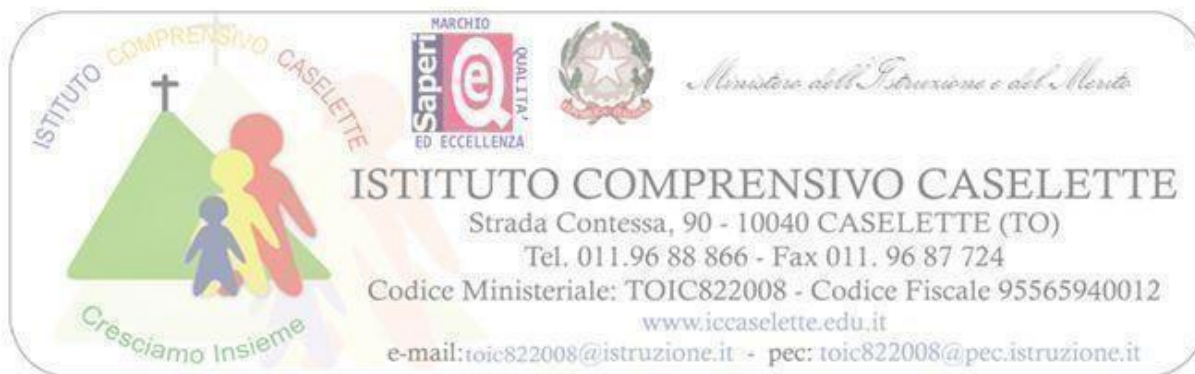 ISTITUTO COMPRENSIVO CASELETTE
Cresciamo Insieme
MARCHIO
Saperi
QUALITA'
ED ECCELLENZA
Ministero dell'Istruzione e del Merito
ISTITUTO COMPRENSIVO CASELETTE
Strada Contessa, 90 - 10040 CASELETTE (TO)
Tel. 011.96 88 866 - Fax 011. 96 87 724
Codice Ministeriale: TOIC822008 - Codice Fiscale 95565940012
www.iccaselette.edu.it
e-mail:toic822008@istruzione.it - pec: toic822008@pec.istruzione.it